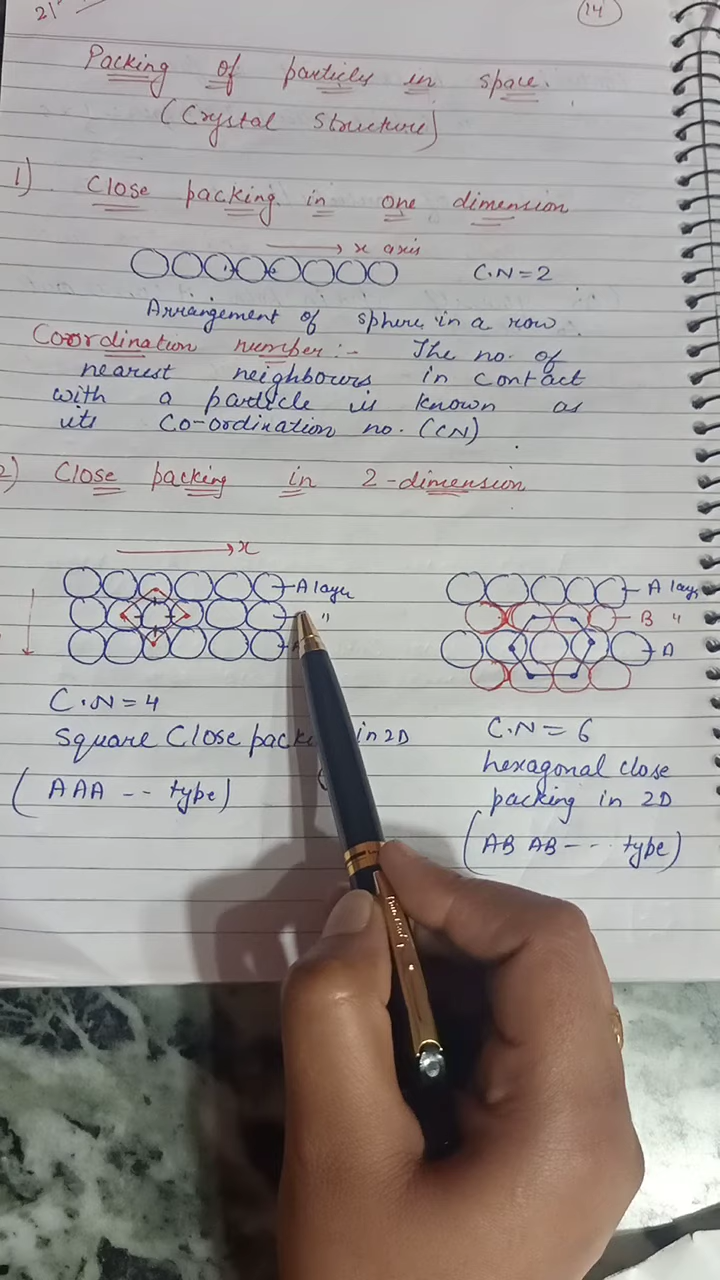 21
14
Packing of particles in space.
(Crystal Structure)
1) Close packing in one dimension
→ x axis
C.N=2
Arrangement of sphere in a row.
Coordination number:- The no. of
nearest neighbours in contact
with a particle is known as
its Co-ordination no. (CN)
2) Close packing in 2-dimension
→x
A layer
"
C.N=4
Square Close pack in 2D
(AAA -- type)
A layer
B "
A
C.N=6
hexagonal close
packing in 2D
(AB AB --- type)